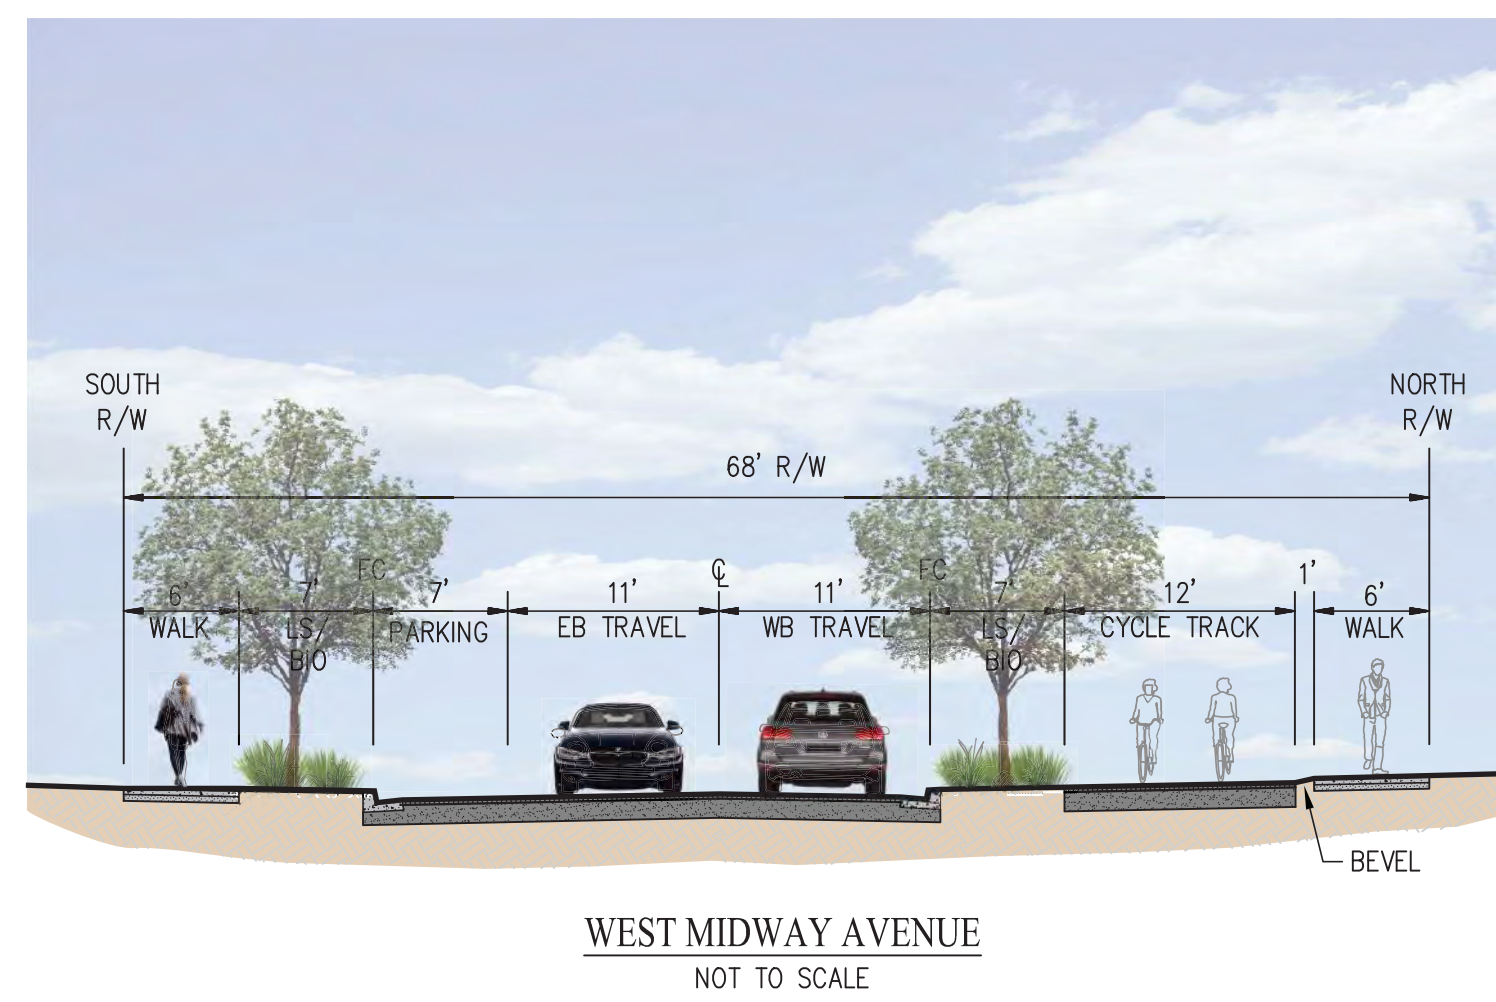 SOUTH
R/W
NORTH
R/W
68' R/W
FC
℄
FC
6'
7'
7'
11'
11'
7'
12'
1'
6'
WALK
LS/
BIO
PARKING
EB TRAVEL
WB TRAVEL
LS/
BIO
CYCLE TRACK
WALK
BEVEL
WEST MIDWAY AVENUE
NOT TO SCALE